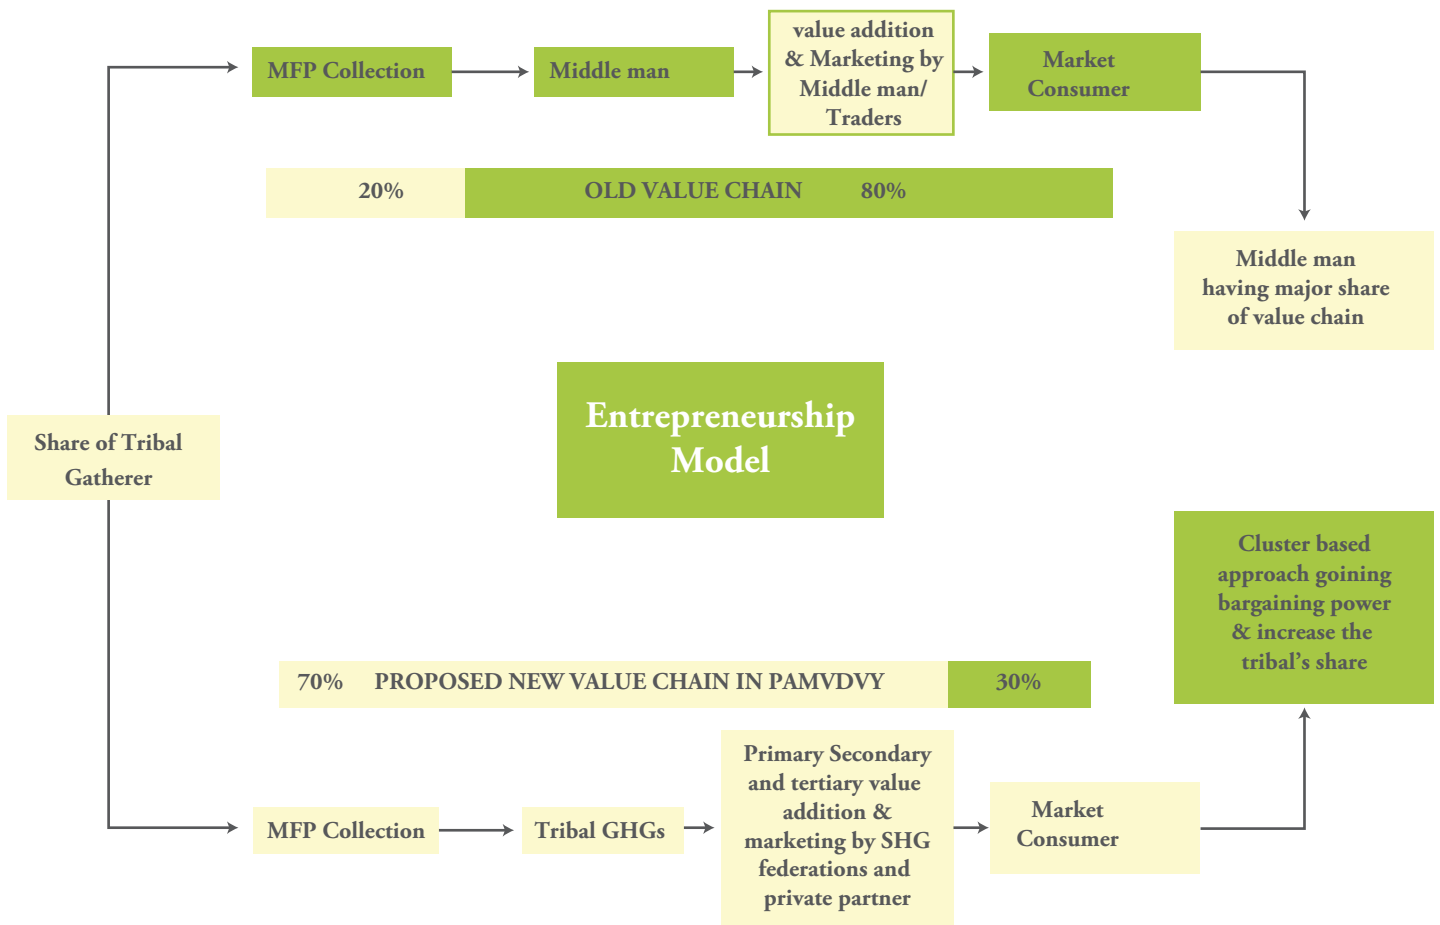 MFP Collection
Middle man
value addition
& Marketing by
Middle man/
Traders
Market
Consumer
20%
OLD VALUE CHAIN
80%
Middle man
having major share
of value chain
Entrepreneurship
Model
Share of Tribal
Gatherer
Cluster based
approach goining
bargaining power
& increase the
tribal's share
70%
PROPOSED NEW VALUE CHAIN IN PAMVDVY
30%
MFP Collection
Tribal GHGs
Primary Secondary
and tertiary value
addition &
marketing by SHG
federations and
private partner
Market
Consumer